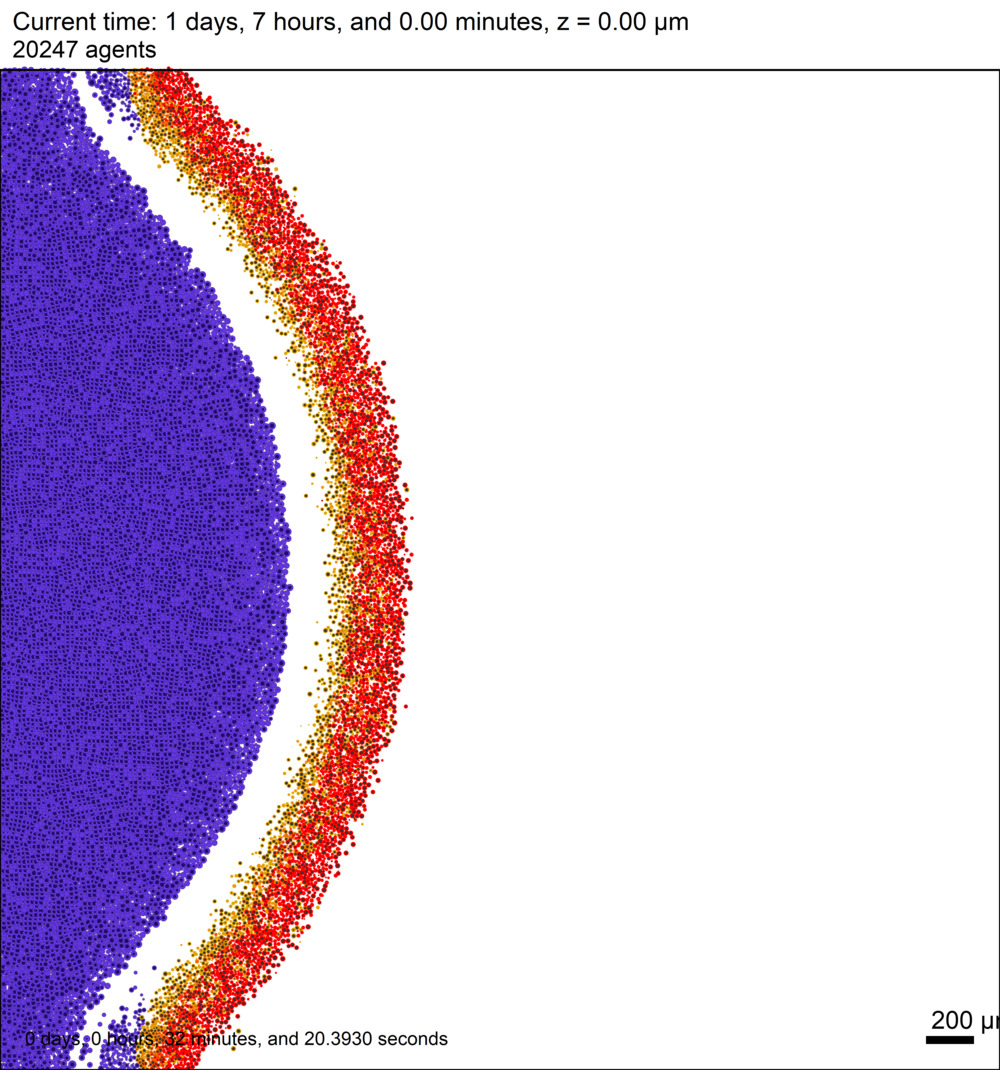 Current time: 1 days, 7 hours, and 0.00 minutes, z = 0.00 μm
20247 agents
200 μ
0 days, 0 hours, 32 minutes, and 20.3930 seconds